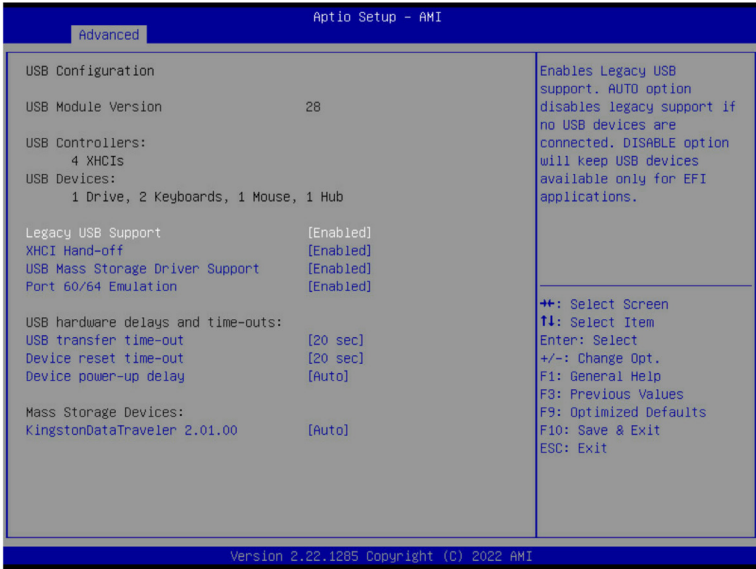 Aptio Setup - AMI
Advanced
USB Configuration
USB Module Version 28
USB Controllers:
4 XHCIs
USB Devices:
1 Drive, 2 Keyboards, 1 Mouse, 1 Hub
Legacy USB Support [Enabled]
XHCI Hand-off [Enabled]
USB Mass Storage Driver Support [Enabled]
Port 60/64 Emulation [Enabled]
USB hardware delays and time-outs:
USB transfer time-out [20 sec]
Device reset time-out [20 sec]
Device power-up delay [Auto]
Mass Storage Devices:
KingstonDataTraveler 2.01.00 [Auto]
Enables Legacy USB
support. AUTO option
disables legacy support if
no USB devices are
connected. DISABLE option
will keep USB devices
available only for EFI
applications.
→←: Select Screen
↑↓: Select Item
Enter: Select
+/-: Change Opt.
F1: General Help
F3: Previous Values
F9: Optimized Defaults
F10: Save & Exit
ESC: Exit
Version 2.22.1285 Copyright (C) 2022 AMI